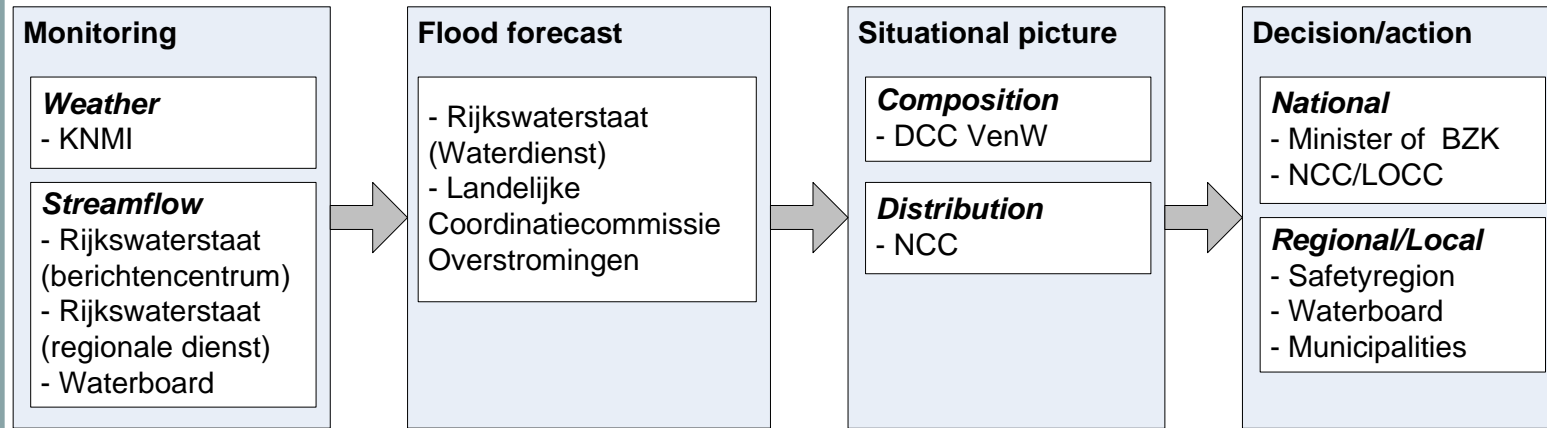 Monitoring
Weather
- KNMI
Streamflow
- Rijkswaterstaat
(berichtencentrum)
- Rijkswaterstaat
(regionale dienst)
- Waterboard
Flood forecast
- Rijkswaterstaat
(Waterdienst)
- Landelijke
Coordinatiecommissie
Overstromingen
Situational picture
Composition
- DCC VenW
Distribution
- NCC
Decision/action
National
- Minister of  BZK
- NCC/LOCC
Regional/Local
- Safetyregion
- Waterboard
- Municipalities